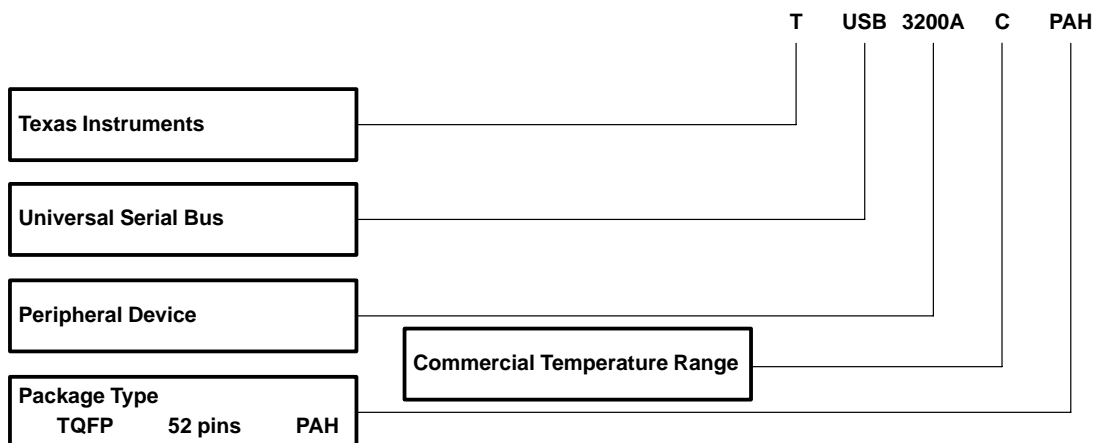 T USB 3200A C PAH
Texas Instruments
Universal Serial Bus
Peripheral Device
Commercial Temperature Range
Package Type
TQFP 52 pins PAH